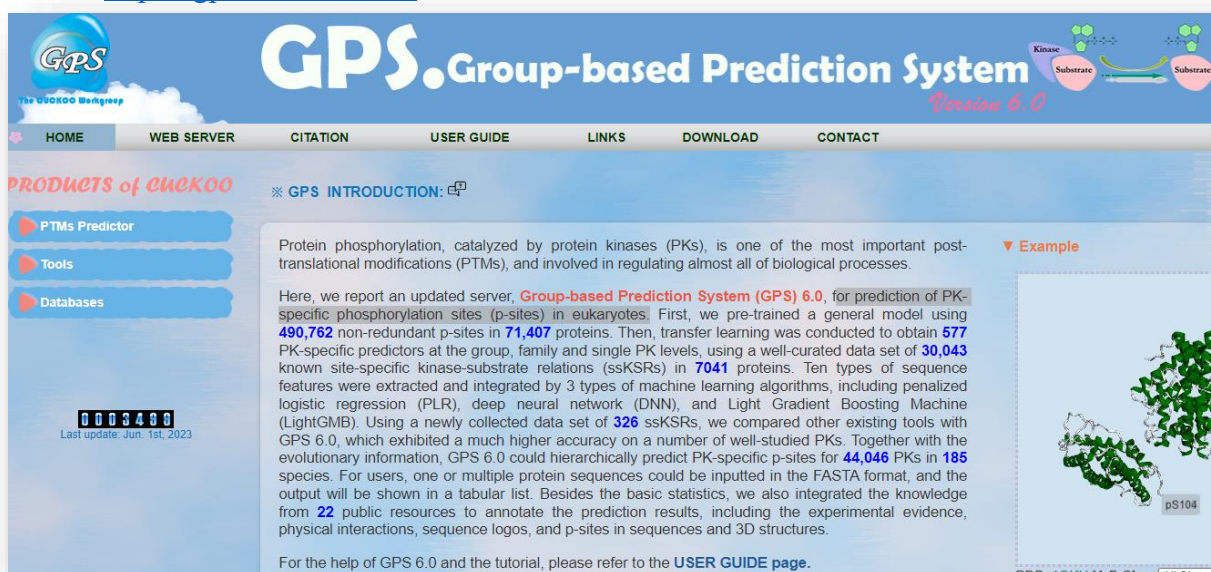 GPS
The CUCKOO Workgroup
GPS.Group-based Prediction System
Version 6.0
Kinase
Substrate
Substrate
HOME WEB SERVER CITATION USER GUIDE LINKS DOWNLOAD CONTACT
PRODUCTS of CUCKOO
PTMs Predictor
Tools
Databases
0003499
Last update: Jun. 1st, 2023
※ GPS INTRODUCTION:
Protein phosphorylation, catalyzed by protein kinases (PKs), is one of the most important post-
translational modifications (PTMs), and involved in regulating almost all of biological processes.
Here, we report an updated server, Group-based Prediction System (GPS) 6.0, for prediction of PK-
specific phosphorylation sites (p-sites) in eukaryotes. First, we pre-trained a general model using
490,762 non-redundant p-sites in 71,407 proteins. Then, transfer learning was conducted to obtain 577
PK-specific predictors at the group, family and single PK levels, using a well-curated data set of 30,043
known site-specific kinase-substrate relations (ssKSRs) in 7041 proteins. Ten types of sequence
features were extracted and integrated by 3 types of machine learning algorithms, including penalized
logistic regression (PLR), deep neural network (DNN), and Light Gradient Boosting Machine
(LightGMB). Using a newly collected data set of 326 ssKSRs, we compared other existing tools with
GPS 6.0, which exhibited a much higher accuracy on a number of well-studied PKs. Together with the
evolutionary information, GPS 6.0 could hierarchically predict PK-specific p-sites for 44,046 PKs in 185
species. For users, one or multiple protein sequences could be inputted in the FASTA format, and the
output will be shown in a tabular list. Besides the basic statistics, we also integrated the knowledge
from 22 public resources to annotate the prediction results, including the experimental evidence,
physical interactions, sequence logos, and p-sites in sequences and 3D structures.
For the help of GPS 6.0 and the tutorial, please refer to the USER GUIDE page.
▼ Example
pS104